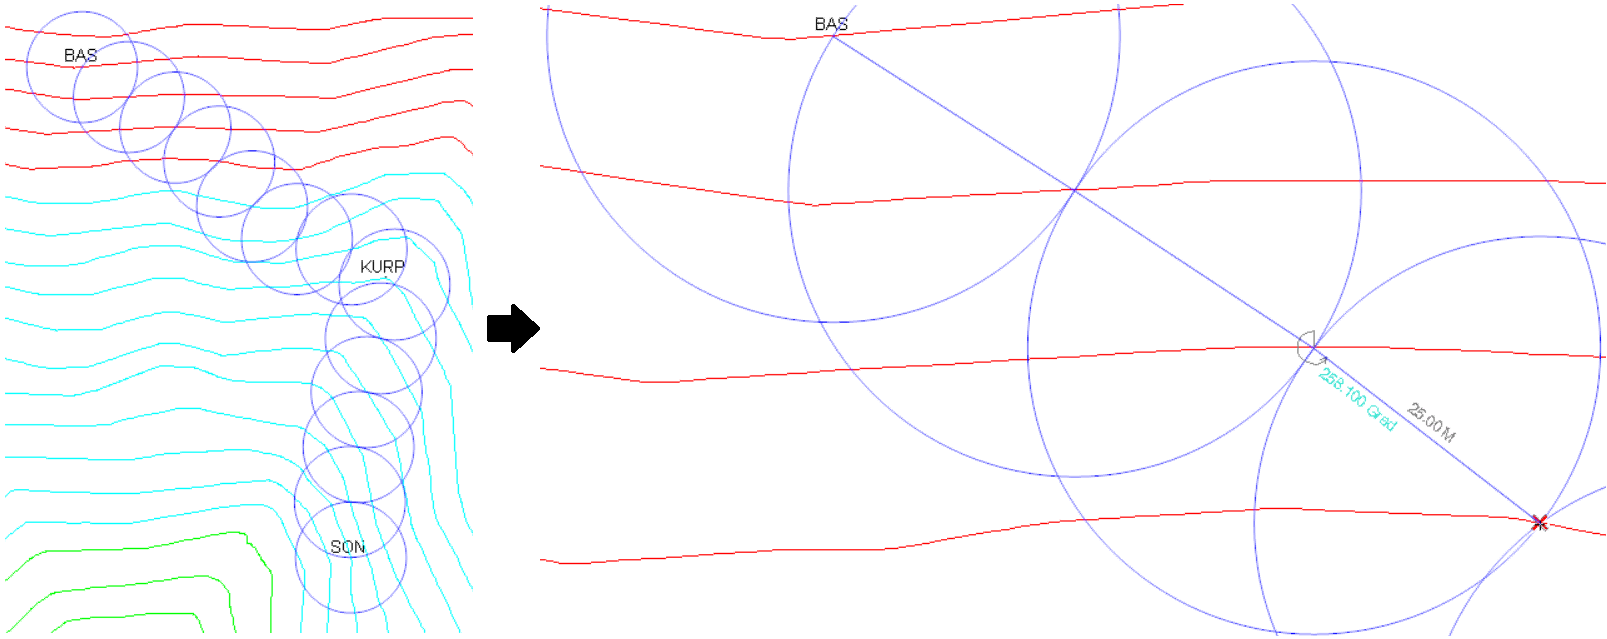 BAS
KURP
SON
BAS
258.100 Grad
25.00 M